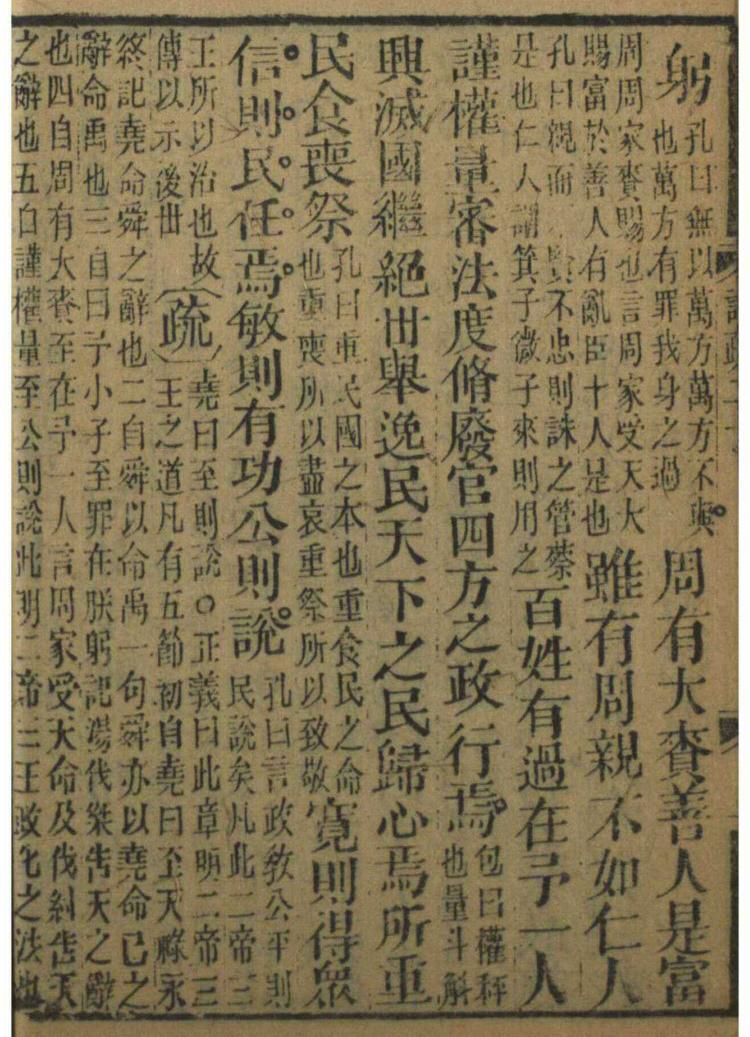 躬孔曰無以萬方萬方不與也萬方有罪我身之過周有大賚善人是富
周周家賚賜也言周家受天大賜富於善人有亂臣十人是也雖有周親不如仁人
孔曰親而不賢不忠則誅之管蔡是也仁人謂箕子微子來則用之百姓有過在予一人
謹權量審法度脩廢官四方之政行焉包曰權秤也量斗斛
興滅國繼絕世舉逸民天下之民歸心焉所重
民食喪祭孔曰重民國之本也重食民之命也重喪所以盡哀重祭所以致敬寬則得衆
信則民任焉敏則有功公則說孔曰言政教公平則民說矣凡此二帝三
王所以治也故傳以示後世疏堯曰至則說○正義曰此章明二帝三王之道凡有五節初自堯曰至天祿永
終記堯命舜之辭也二自舜以命禹一句舜亦以堯命己之
辭命禹也三自曰予小子至罪在朕躬記湯伐桀告天之辭
也四自周有大賚至在予一人言周家受天命及伐紂告天
之辭也五自謹權量至公則說此明二帝三王政化之法也